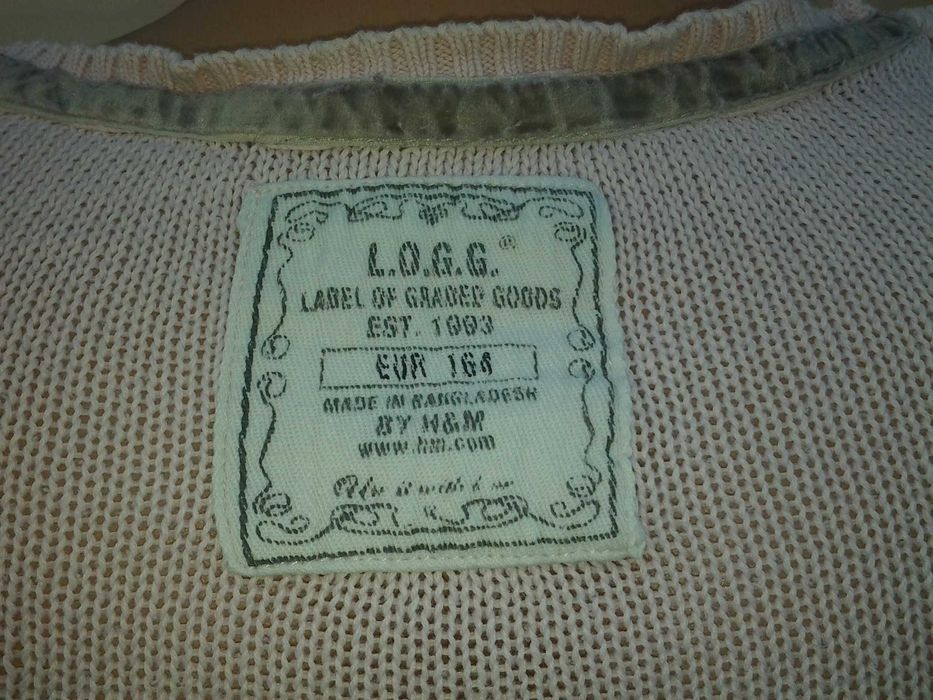 L.O.G.G.®
LABEL OF GRADED GOODS
EST. 1993
EUR 164
MADE IN BANGLADESH
BY H&M
www.hm.com